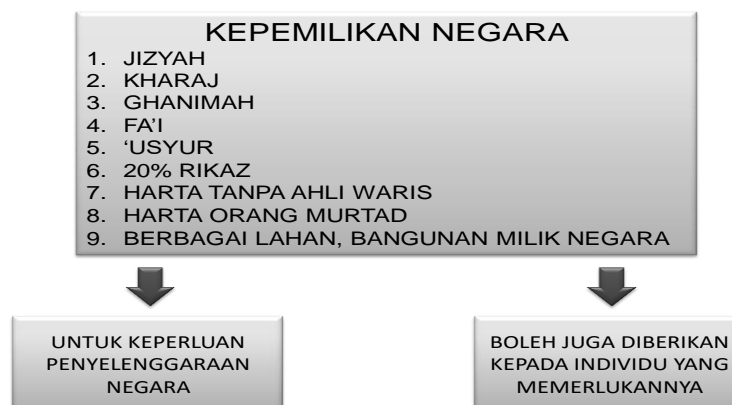 KEPEMILIKAN NEGARA
1. JIZYAH
2. KHARAJ
3. GHANIMAH
4. FA’I
5. ‘USYUR
6. 20% RIKAZ
7. HARTA TANPA AHLI WARIS
8. HARTA ORANG MURTAD
9. BERBAGAI LAHAN, BANGUNAN MILIK NEGARA
UNTUK KEPERLUAN
PENYELENGGARAAN
NEGARA
BOLEH JUGA DIBERIKAN
KEPADA INDIVIDU YANG
MEMERLUKANNYA